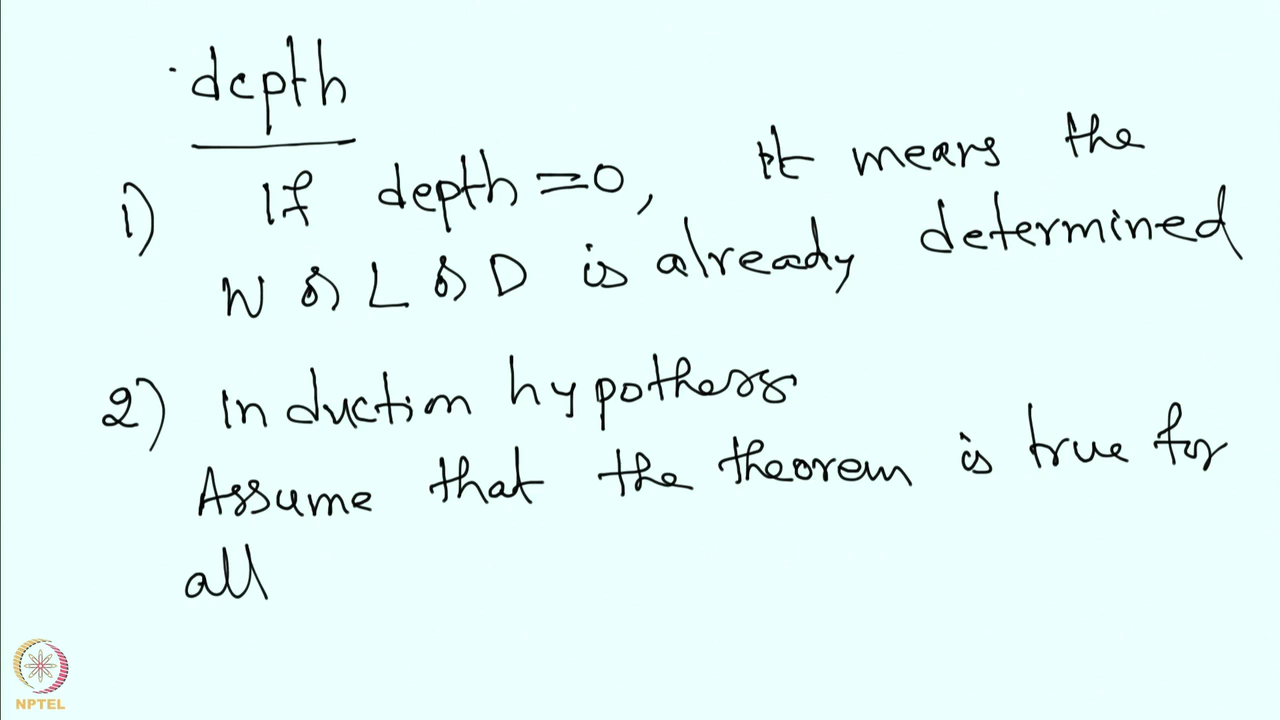 depth
1) If depth = 0, it means the
W or L or D is already determined
2) Induction hypothesis
Assume that the theorem is true for
all
NPTEL